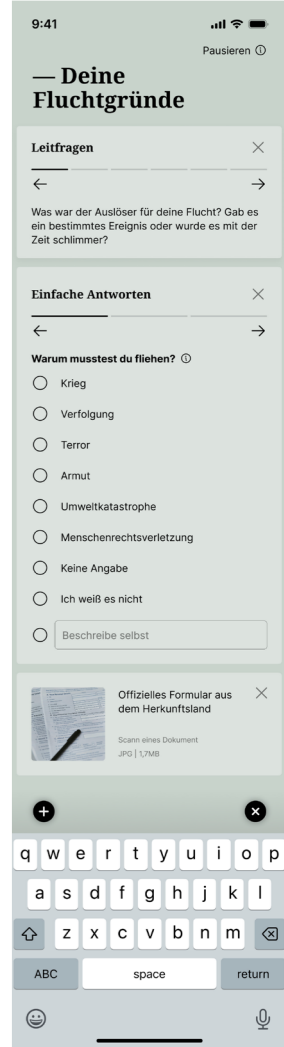 9:41
Pausieren
— Deine
Fluchtgründe
Leitfragen
Was war der Auslöser für deine Flucht? Gab es
ein bestimmtes Ereignis oder wurde es mit der
Zeit schlimmer?
Einfache Antworten
Warum musstest du fliehen?
Krieg
Verfolgung
Terror
Armut
Umweltkatastrophe
Menschenrechtsverletzung
Keine Angabe
Ich weiß es nicht
Beschreibe selbst
Offizielles Formular aus
dem Herkunftsland
Scann eines Dokument
JPG | 1,7MB
q w e r t y u i o p
a s d f g h j k l
z x c v b n m
ABC space return